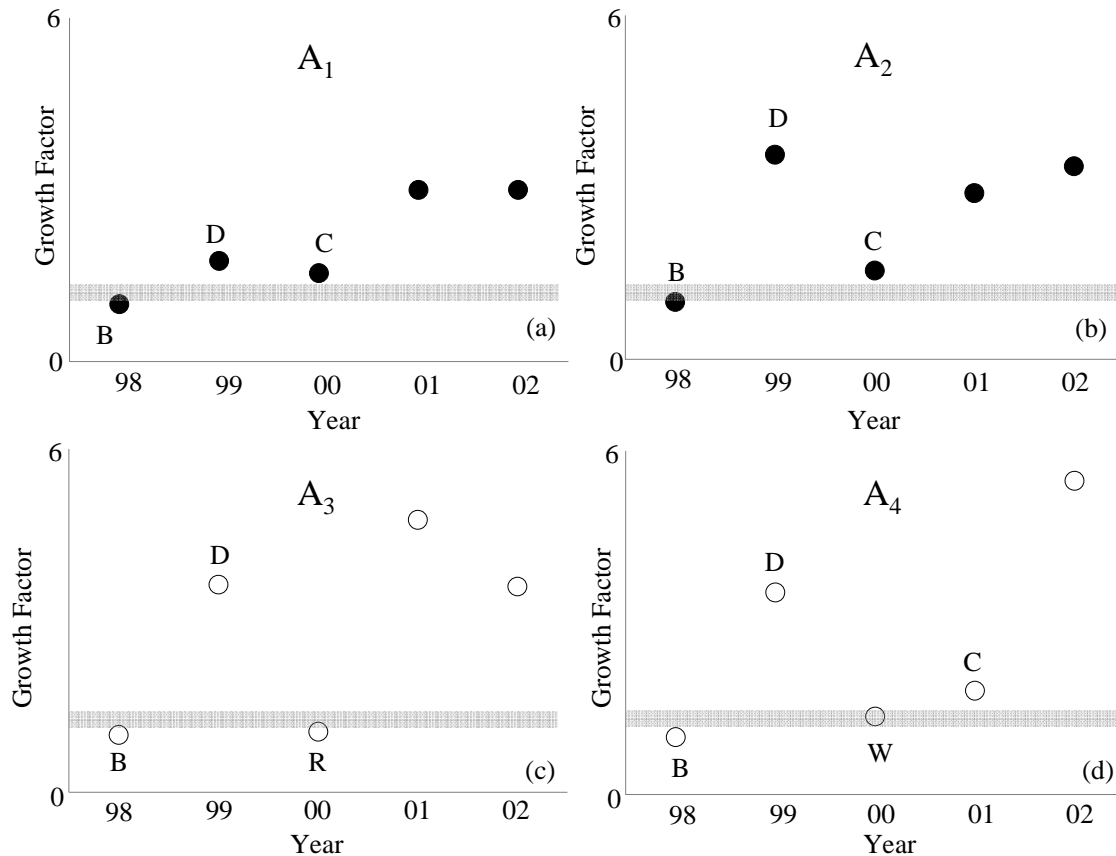 6
A1
Growth Factor
D
C
B
(a)
0
98 99 00 01 02
Year
6
A2
Growth Factor
D
C
B
(b)
0
98 99 00 01 02
Year
6
A3
Growth Factor
D
B
R
(c)
0
98 99 00 01 02
Year
6
A4
Growth Factor
D
C
B
W
(d)
0
98 99 00 01 02
Year